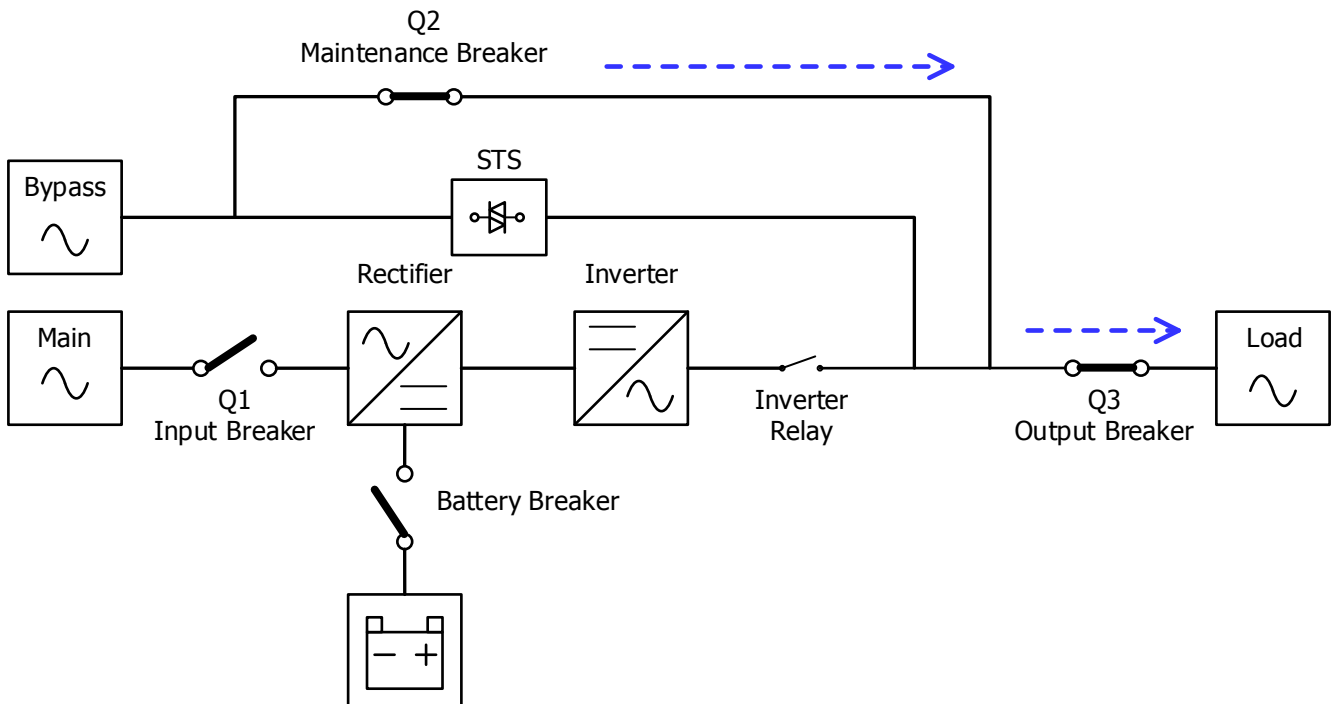 Q2
Maintenance Breaker
STS
Bypass
Rectifier
Inverter
Main
Load
Q1
Input Breaker
Inverter
Relay
Q3
Output Breaker
Battery Breaker